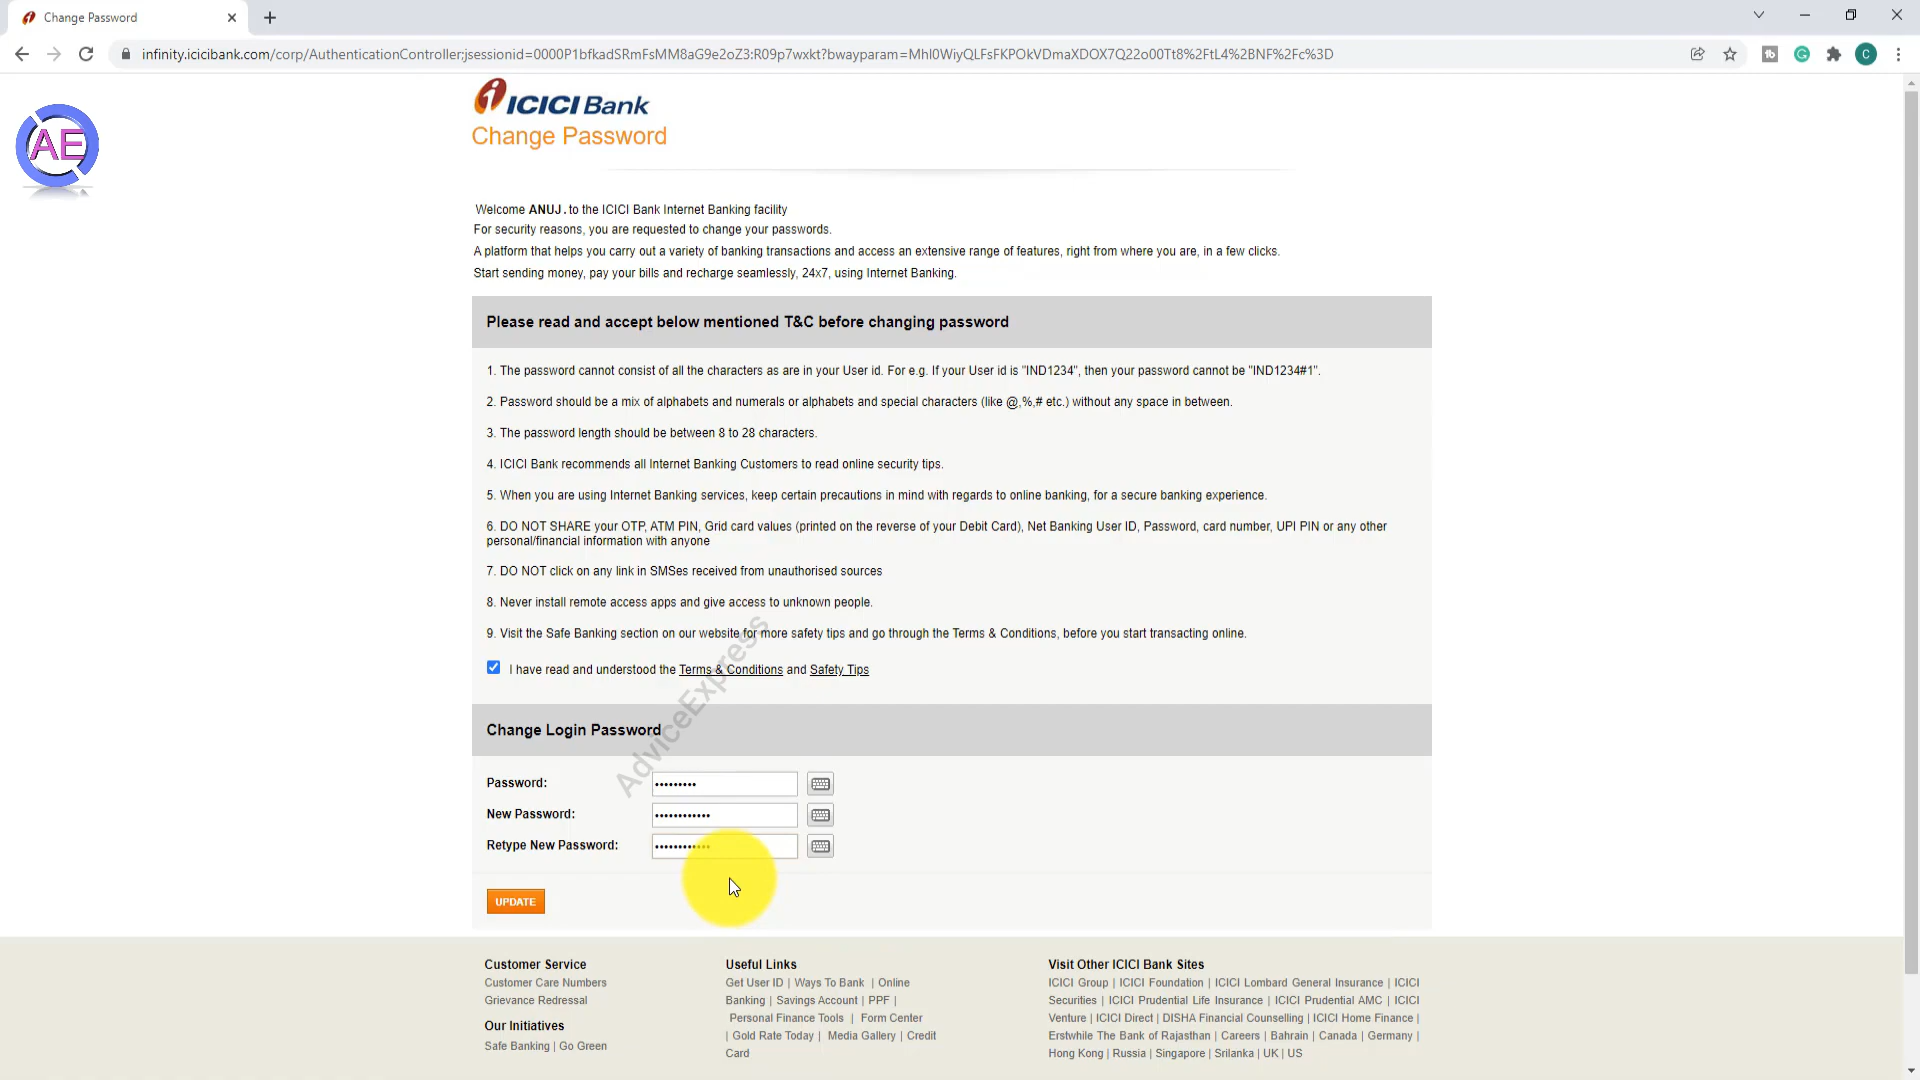 Change Password
infinity.icicibank.com/corp/AuthenticationController;jsessionid=0000P1bfkadSRmFsMM8aG9e2oZ3:R09p7wxkt?bwayparam=Mhl0WiyQLFsFKPOkVDmaXDOX7Q22o00Tt8%2FtL4%2BNF%2Fc%3D
C
AE
ICICI Bank
Change Password
Welcome ANUJ . to the ICICI Bank Internet Banking facility
For security reasons, you are requested to change your passwords.
A platform that helps you carry out a variety of banking transactions and access an extensive range of features, right from where you are, in a few clicks.
Start sending money, pay your bills and recharge seamlessly, 24x7, using Internet Banking.
Please read and accept below mentioned T&C before changing password
1. The password cannot consist of all the characters as are in your User id. For e.g. If your User id is "IND1234", then your password cannot be "IND1234#1".
2. Password should be a mix of alphabets and numerals or alphabets and special characters (like @,%,# etc.) without any space in between.
3. The password length should be between 8 to 28 characters.
4. ICICI Bank recommends all Internet Banking Customers to read online security tips.
5. When you are using Internet Banking services, keep certain precautions in mind with regards to online banking, for a secure banking experience.
6. DO NOT SHARE your OTP, ATM PIN, Grid card values (printed on the reverse of your Debit Card), Net Banking User ID, Password, card number, UPI PIN or any other
personal/financial information with anyone
7. DO NOT click on any link in SMSes received from unauthorised sources
8. Never install remote access apps and give access to unknown people.
9. Visit the Safe Banking section on our website for more safety tips and go through the Terms & Conditions, before you start transacting online.
I have read and understood the Terms & Conditions and Safety Tips
AdviceExpress
Change Login Password
Password: •••••••••
New Password: ••••••••••••
Retype New Password: ••••••••••••
UPDATE
Customer Service
Customer Care Numbers
Grievance Redressal
Our Initiatives
Safe Banking | Go Green
Useful Links
Get User ID | Ways To Bank | Online
Banking | Savings Account | PPF |
Personal Finance Tools | Form Center
| Gold Rate Today | Media Gallery | Credit
Card
Visit Other ICICI Bank Sites
ICICI Group | ICICI Foundation | ICICI Lombard General Insurance | ICICI
Securities | ICICI Prudential Life Insurance | ICICI Prudential AMC | ICICI
Venture | ICICI Direct | DISHA Financial Counselling | ICICI Home Finance |
Erstwhile The Bank of Rajasthan | Careers | Bahrain | Canada | Germany |
Hong Kong | Russia | Singapore | Srilanka | UK | US